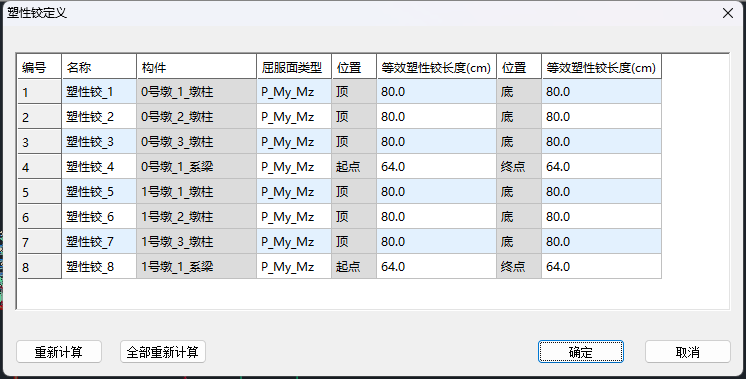 塑性铰定义
编号 名称 构件 屈服面类型 位置 等效塑性铰长度(cm) 位置 等效塑性铰长度(cm)
1 塑性铰_1 0号墩_1_墩柱 P_My_Mz 顶 80.0 底 80.0
2 塑性铰_2 0号墩_2_墩柱 P_My_Mz 顶 80.0 底 80.0
3 塑性铰_3 0号墩_3_墩柱 P_My_Mz 顶 80.0 底 80.0
4 塑性铰_4 0号墩_1_系梁 P_My_Mz 起点 64.0 终点 64.0
5 塑性铰_5 1号墩_1_墩柱 P_My_Mz 顶 80.0 底 80.0
6 塑性铰_6 1号墩_2_墩柱 P_My_Mz 顶 80.0 底 80.0
7 塑性铰_7 1号墩_3_墩柱 P_My_Mz 顶 80.0 底 80.0
8 塑性铰_8 1号墩_1_系梁 P_My_Mz 起点 64.0 终点 64.0
重新计算 全部重新计算 确定 取消